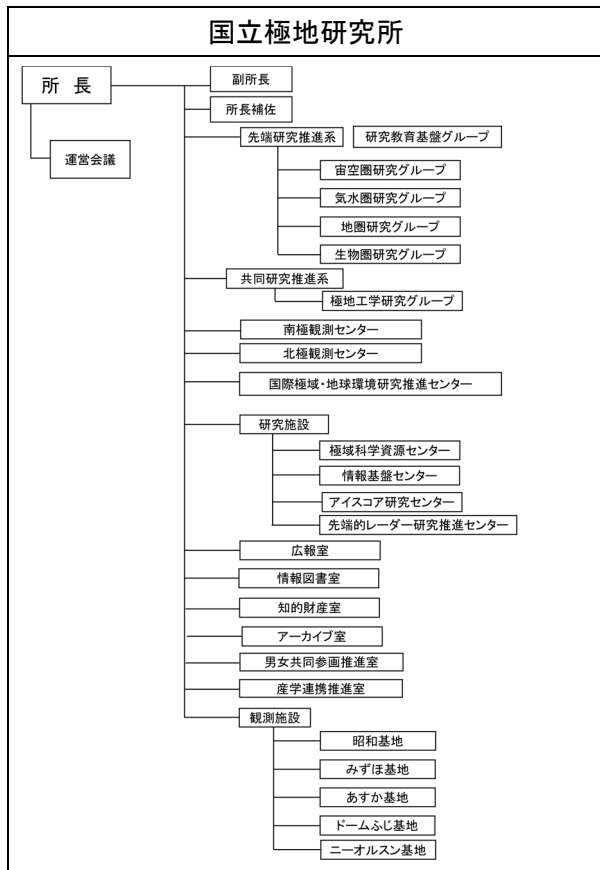 国立極地研究所
所 長
運営会議
副所長
所長補佐
先端研究推進系
研究教育基盤グループ
宙空圏研究グループ
気水圏研究グループ
地圏研究グループ
生物圏研究グループ
共同研究推進系
極地工学研究グループ
南極観測センター
北極観測センター
国際極域・地球環境研究推進センター
研究施設
極域科学資源センター
情報基盤センター
アイスコア研究センター
先端的レーダー研究推進センター
広報室
情報図書室
知的財産室
アーカイブ室
男女共同参画推進室
産学連携推進室
観測施設
昭和基地
みずほ基地
あすか基地
ドームふじ基地
ニーオルスン基地